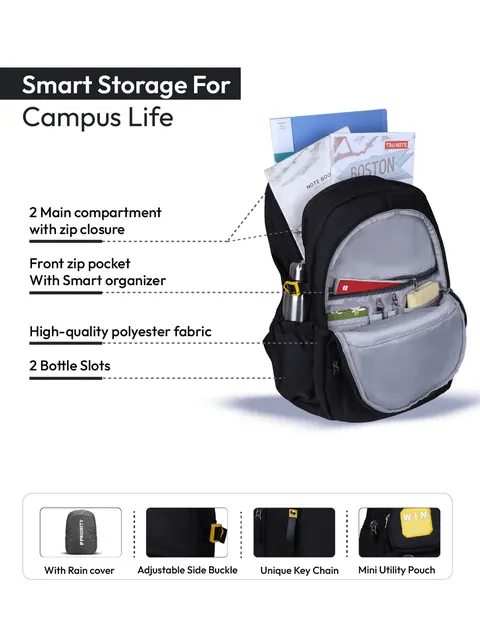 Smart Storage For
Campus Life
TRU NOTE
NOTE BOOK
BOSTON
2 Main compartment
with zip closure
Front zip pocket
With Smart organizer
High-quality polyester fabric
2 Bottle Slots
PRIORITY
WIN
With Rain cover
Adjustable Side Buckle
Unique Key Chain
Mini Utility Pouch